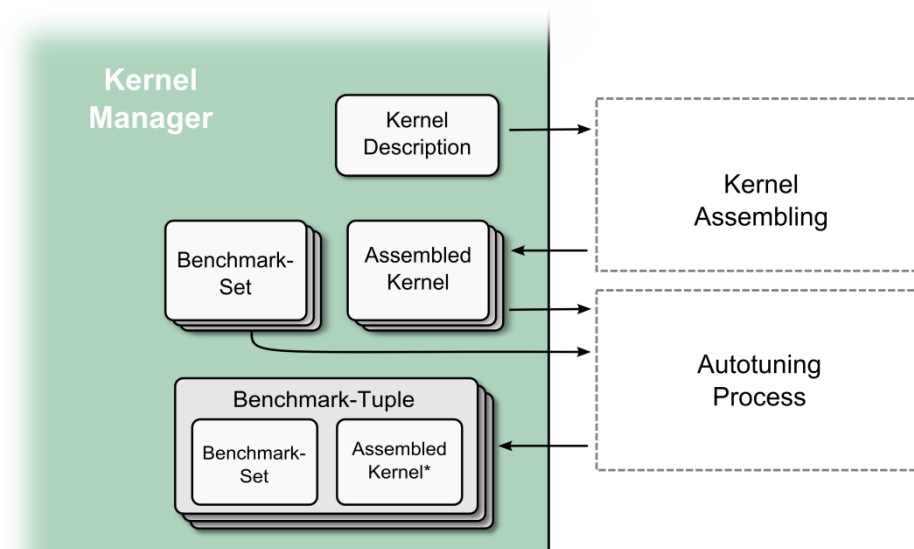 Kernel
Manager
Kernel
Description
Kernel
Assembling
Benchmark-
Set
Assembled
Kernel
Autotuning
Process
Benchmark-Tuple
Benchmark-
Set
Assembled
Kernel*